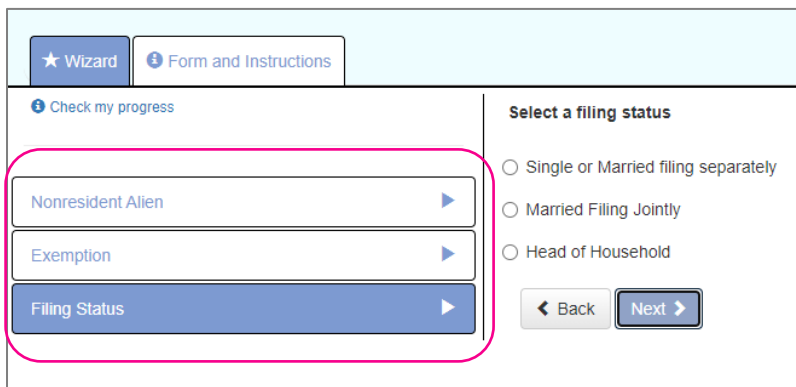 Wizard
Form and Instructions
Check my progress
Nonresident Alien
Exemption
Filing Status
Select a filing status
Single or Married filing separately
Married Filing Jointly
Head of Household
Back
Next